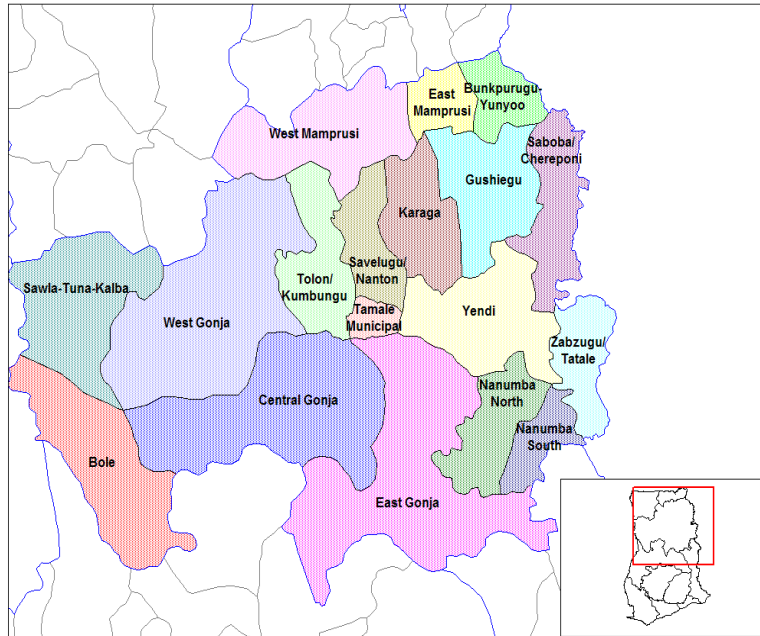 Bunkpurugu-
Yunyoo
East
Mamprusi
West Mamprusi
Saboba/
Chereponi
Gushiegu
Karaga
Savelugu/
Nanton
Tolon/
Kumbungu
Sawla-Tuna-Kalba
West Gonja
Tamale
Municipal
Yendi
Zabzugu/
Tatale
Nanumba
North
Central Gonja
Nanumba
South
Bole
East Gonja